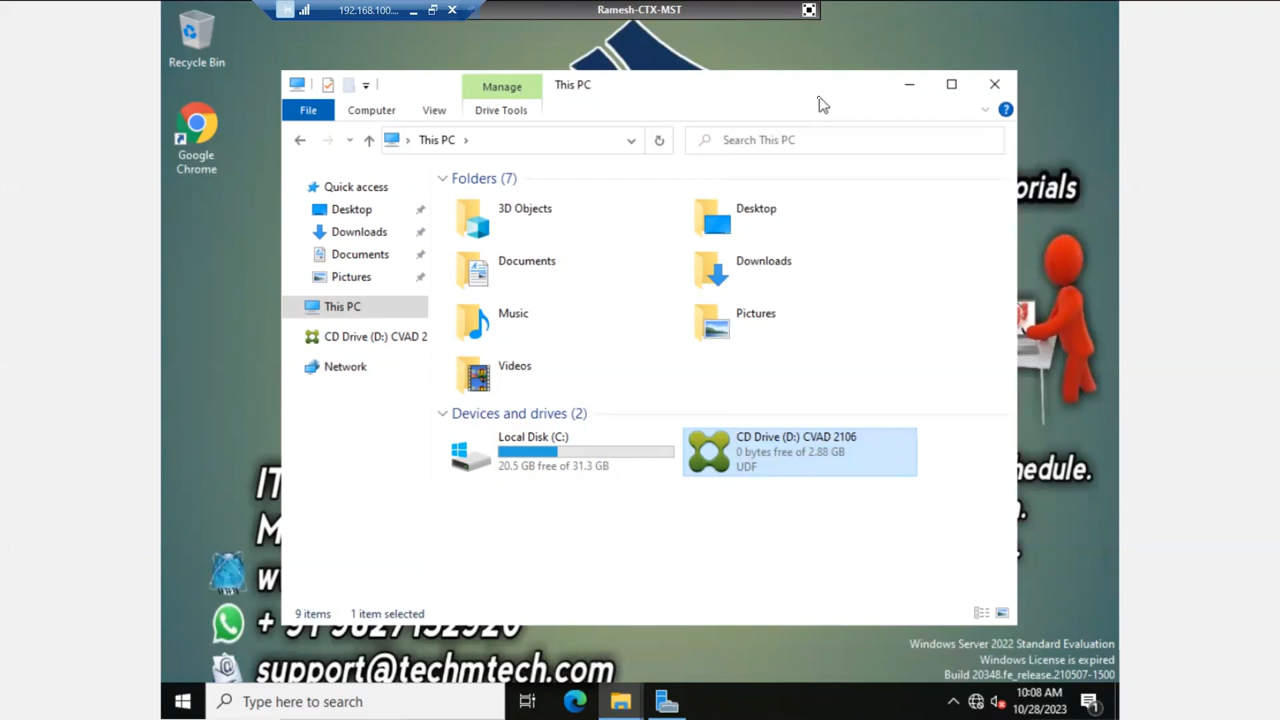 192.168.100....
Ramesh-CTX-MST
Recycle Bin
Google
Chrome
Manage
This PC
File
Computer
View
Drive Tools
This PC
Search This PC
Quick access
Desktop
Downloads
Documents
Pictures
This PC
CD Drive (D:) CVAD 2
Network
Folders (7)
3D Objects
Desktop
Documents
Downloads
Music
Pictures
Videos
Devices and drives (2)
Local Disk (C:)
20.5 GB free of 31.3 GB
CD Drive (D:) CVAD 2106
0 bytes free of 2.88 GB
UDF
9 items
1 item selected
support@techmtech.com
Windows Server 2022 Standard Evaluation
Windows License is expired
Build 20348.fe_release.210507-1500
Type here to search
10:08 AM
10/28/2023
1